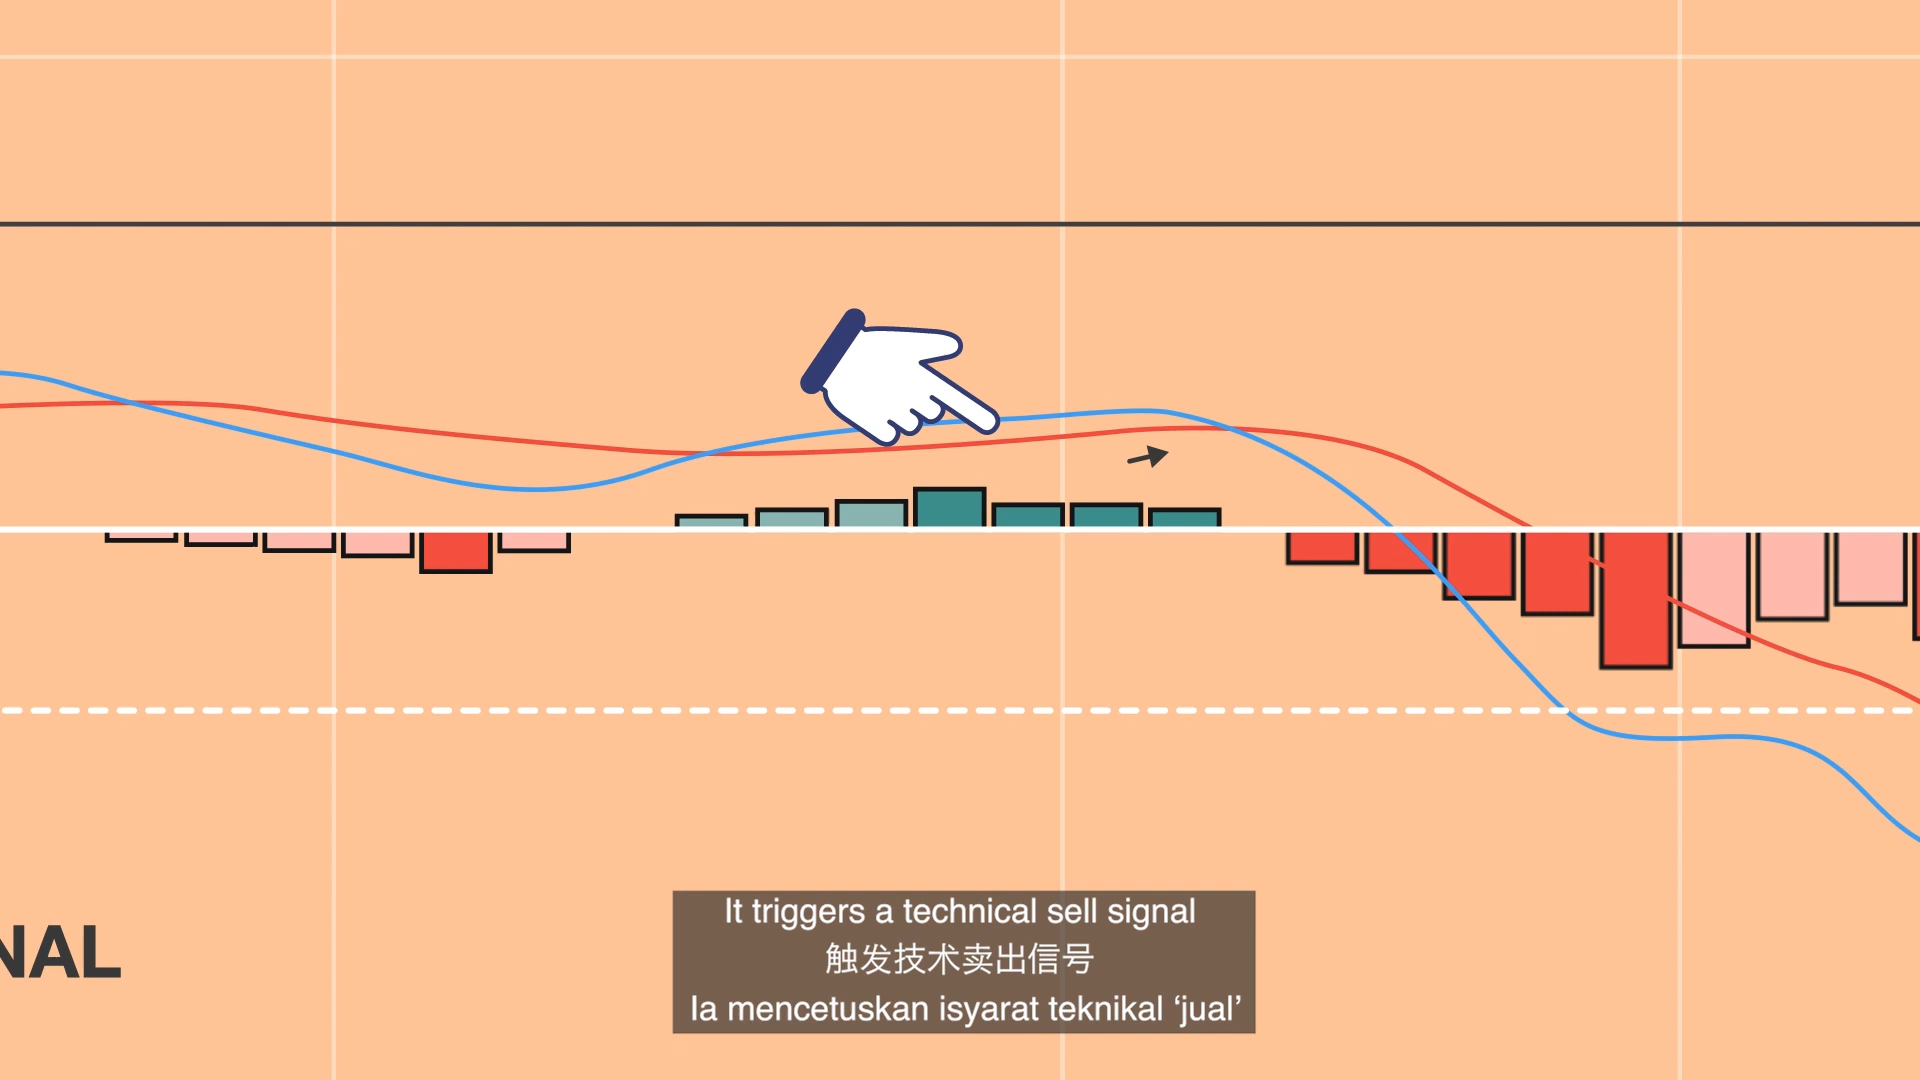 NAL
It triggers a technical sell signal
触发技术卖出信号
Ia mencetuskan isyarat teknikal ‘jual’